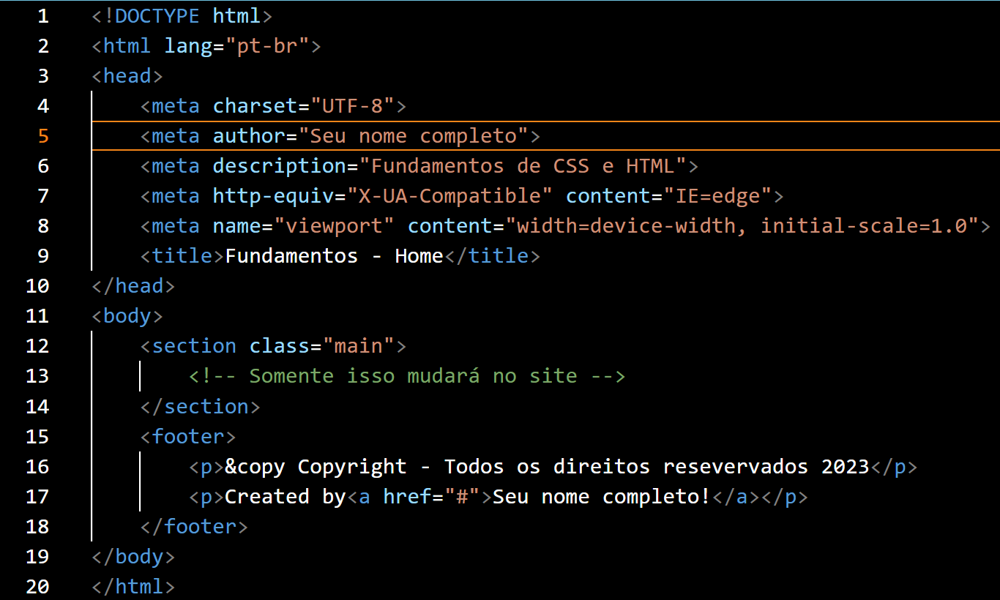 1 <!DOCTYPE html>
2 <html lang="pt-br">
3 <head>
4     <meta charset="UTF-8">
5     <meta author="Seu nome completo">
6     <meta description="Fundamentos de CSS e HTML">
7     <meta http-equiv="X-UA-Compatible" content="IE=edge">
8     <meta name="viewport" content="width=device-width, initial-scale=1.0">
9     <title>Fundamentos - Home</title>
10 </head>
11 <body>
12     <section class="main">
13         <!-- Somente isso mudará no site -->
14     </section>
15     <footer>
16         <p>&copy Copyright - Todos os direitos resevervados 2023</p>
17         <p>Created by<a href="#">Seu nome completo!</a></p>
18     </footer>
19 </body>
20 </html>